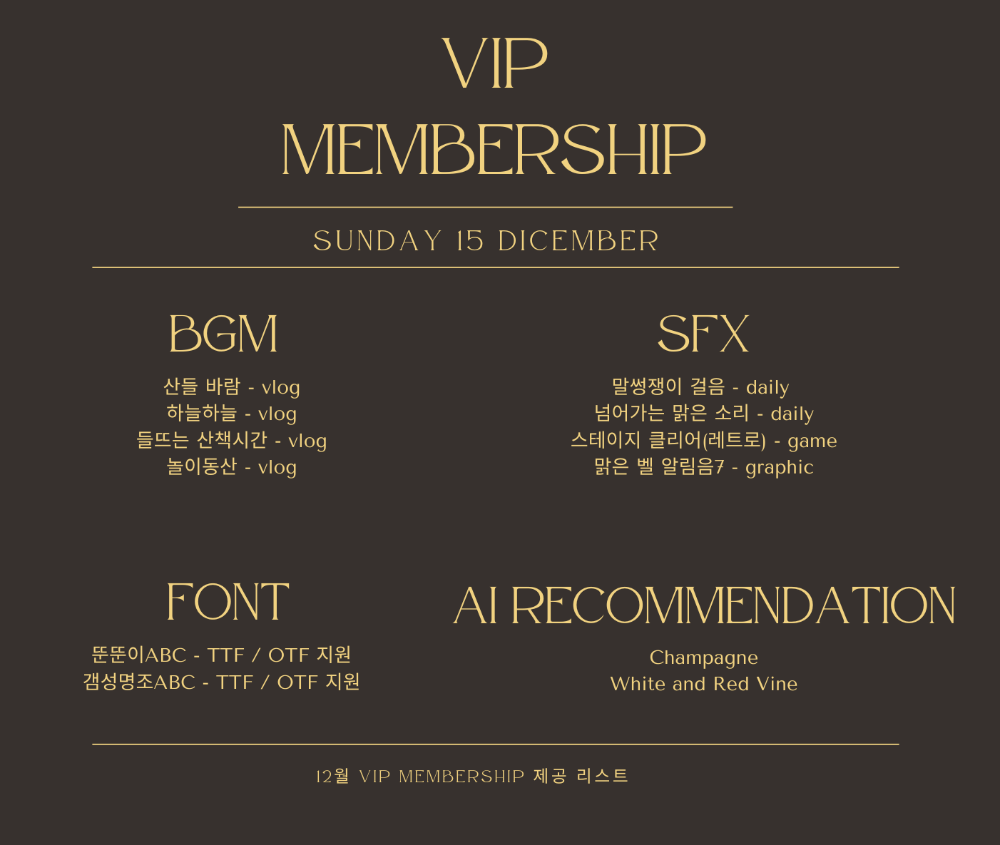 VIP
MEMBERSHIP
SUNDAY 15 DICEMBER
BGM
산들 바람 - vlog
하늘하늘 - vlog
들뜨는 산책시간 - vlog
놀이동산 - vlog
SFX
말썽쟁이 걸음 - daily
넘어가는 맑은 소리 - daily
스테이지 클리어(레트로) - game
맑은 벨 알림음7 - graphic
FONT
뚠뚠이ABC - TTF / OTF 지원
갬성명조ABC - TTF / OTF 지원
AI RECOMMENDATION
Champagne
White and Red Vine
12월 VIP MEMBERSHIP 제공 리스트